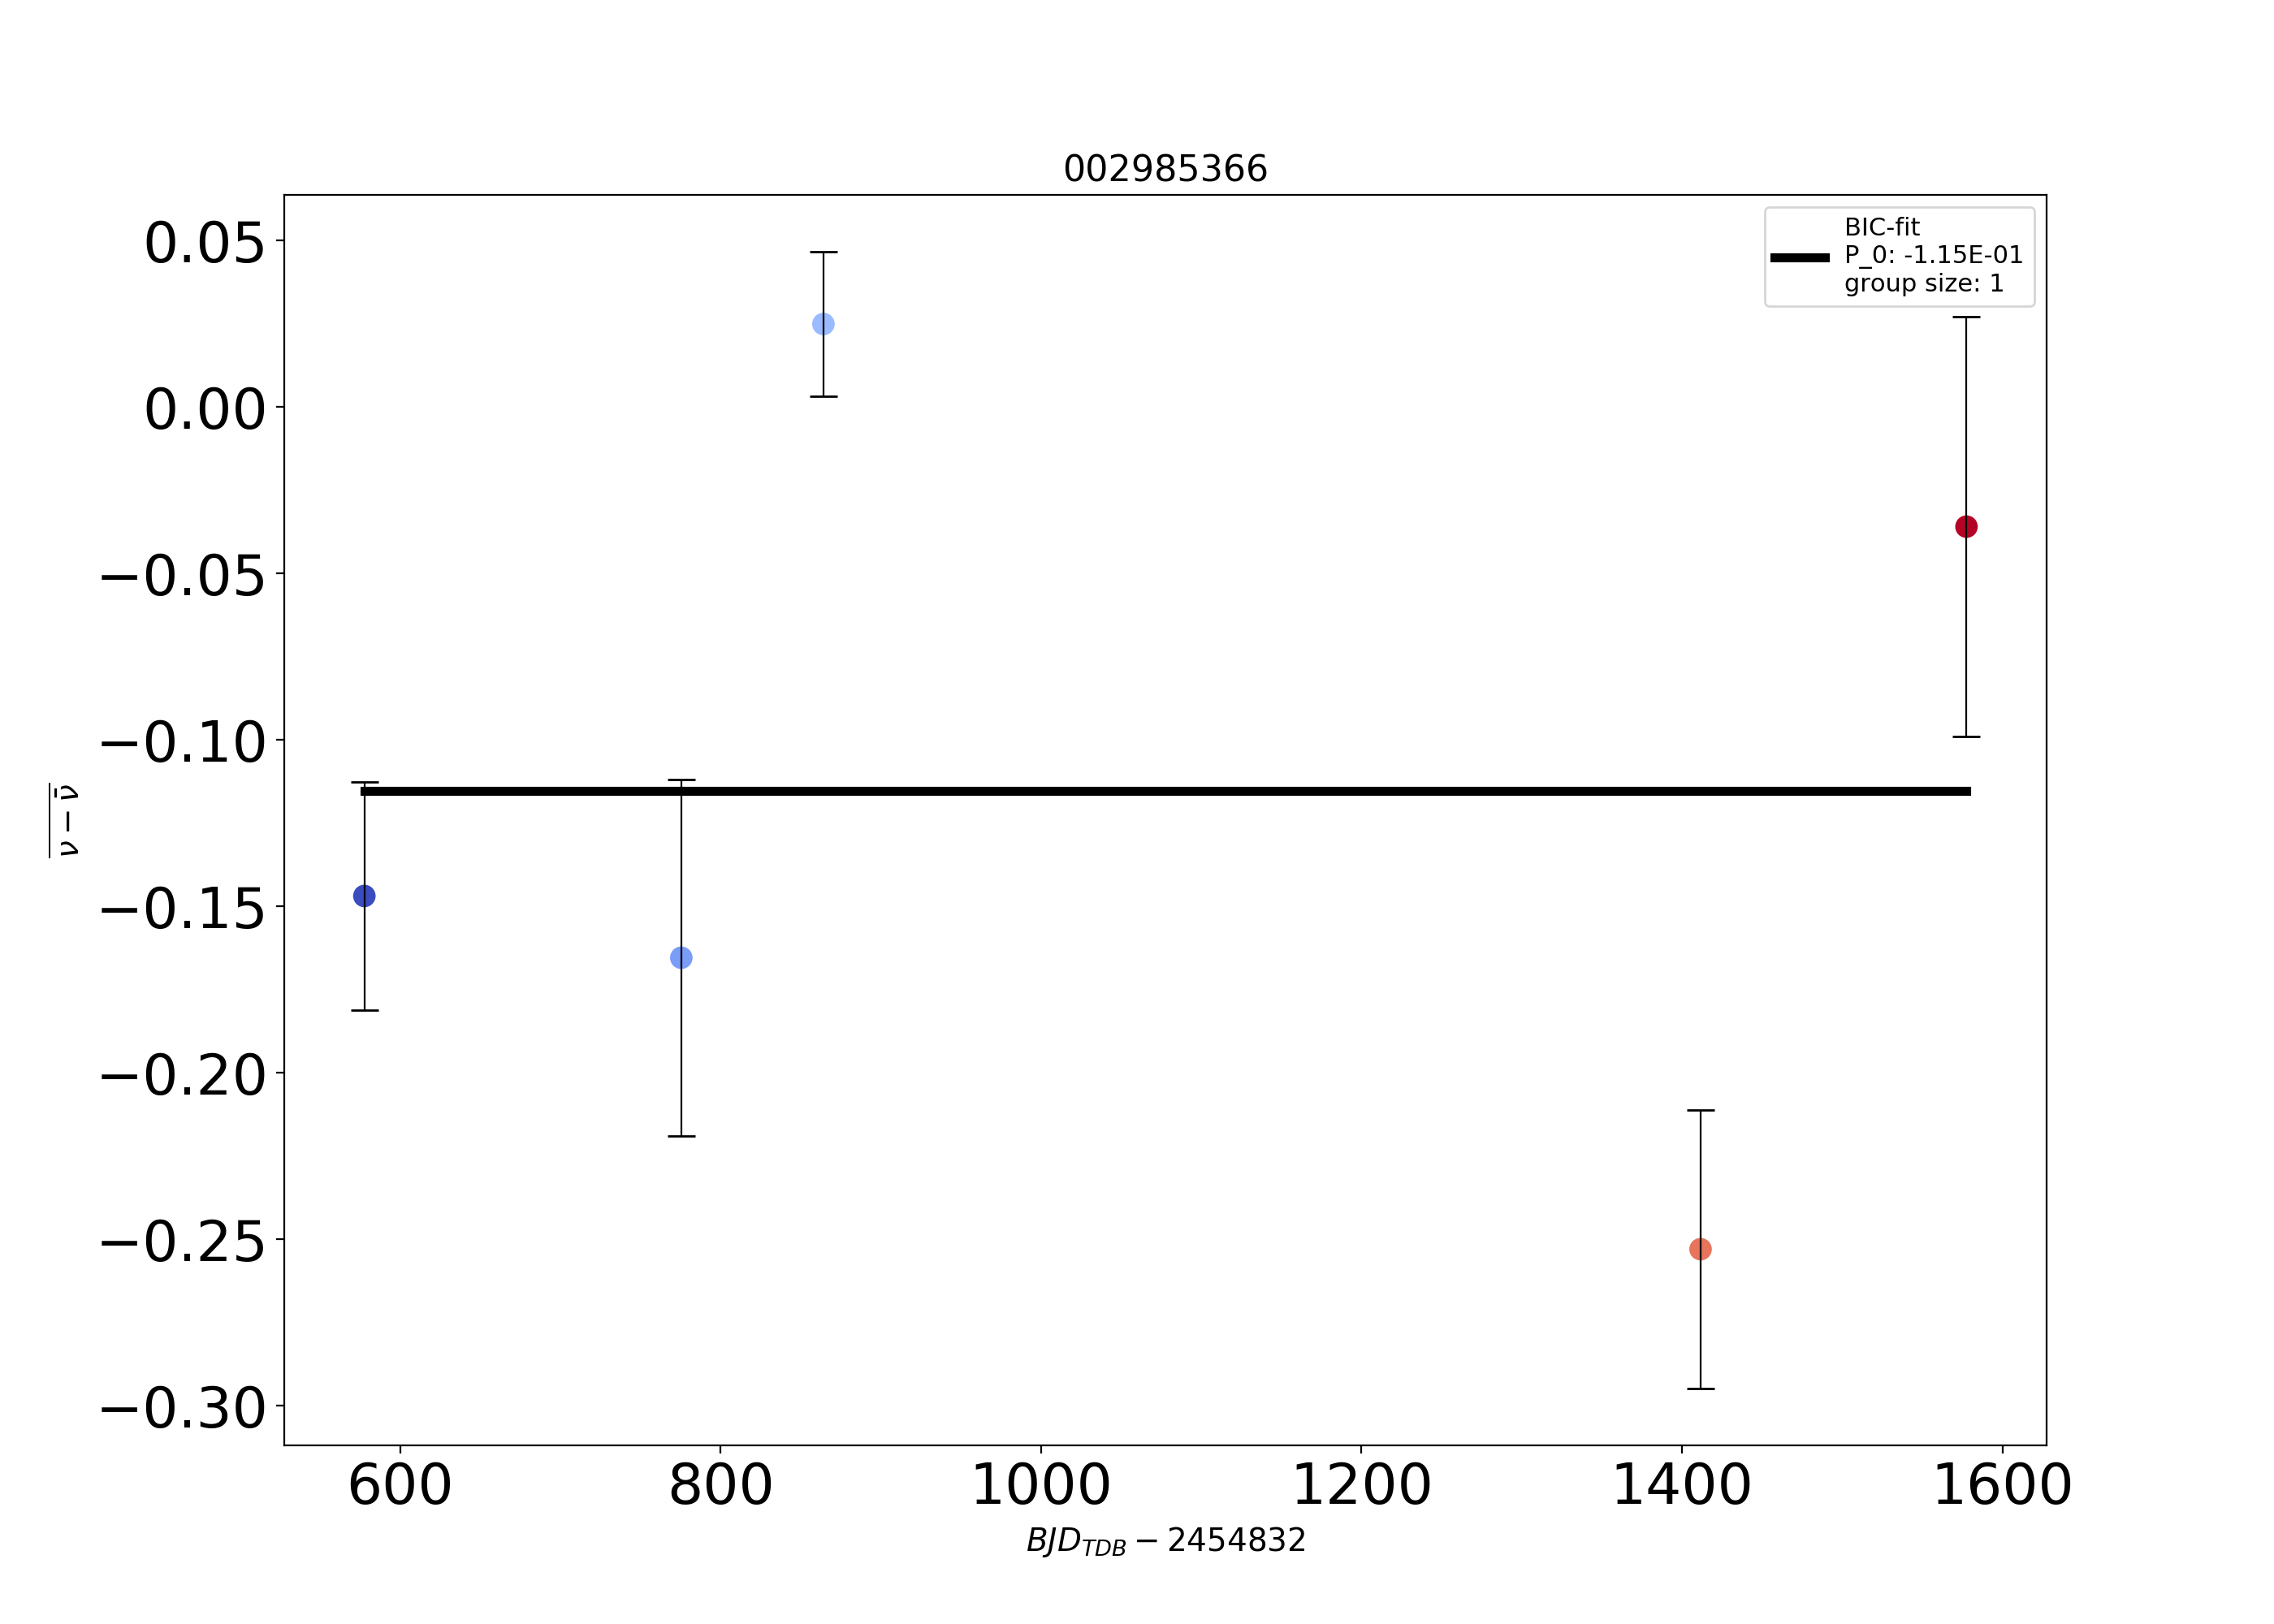 002985366
BIC-fit
P_0: -1.15E-01
group size: 1
0.05
0.00
−0.05
−0.10
−0.15
−0.20
−0.25
−0.30
ν − ν̄
600 800 1000 1200 1400 1600
BJD_TDB − 2454832